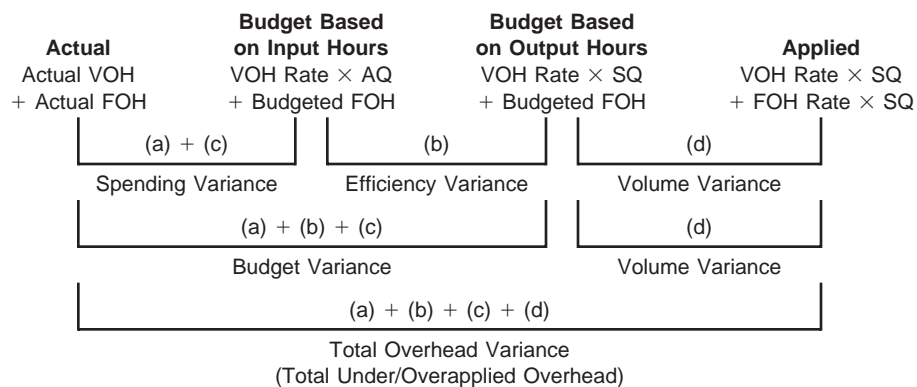 Budget Based Budget Based
Actual on Input Hours on Output Hours Applied
Actual VOH VOH Rate × AQ VOH Rate × SQ VOH Rate × SQ
+ Actual FOH + Budgeted FOH + Budgeted FOH + FOH Rate × SQ
(a) + (c) (b) (d)
Spending Variance Efficiency Variance Volume Variance
(a) + (b) + (c) (d)
Budget Variance Volume Variance
(a) + (b) + (c) + (d)
Total Overhead Variance
(Total Under/Overapplied Overhead)